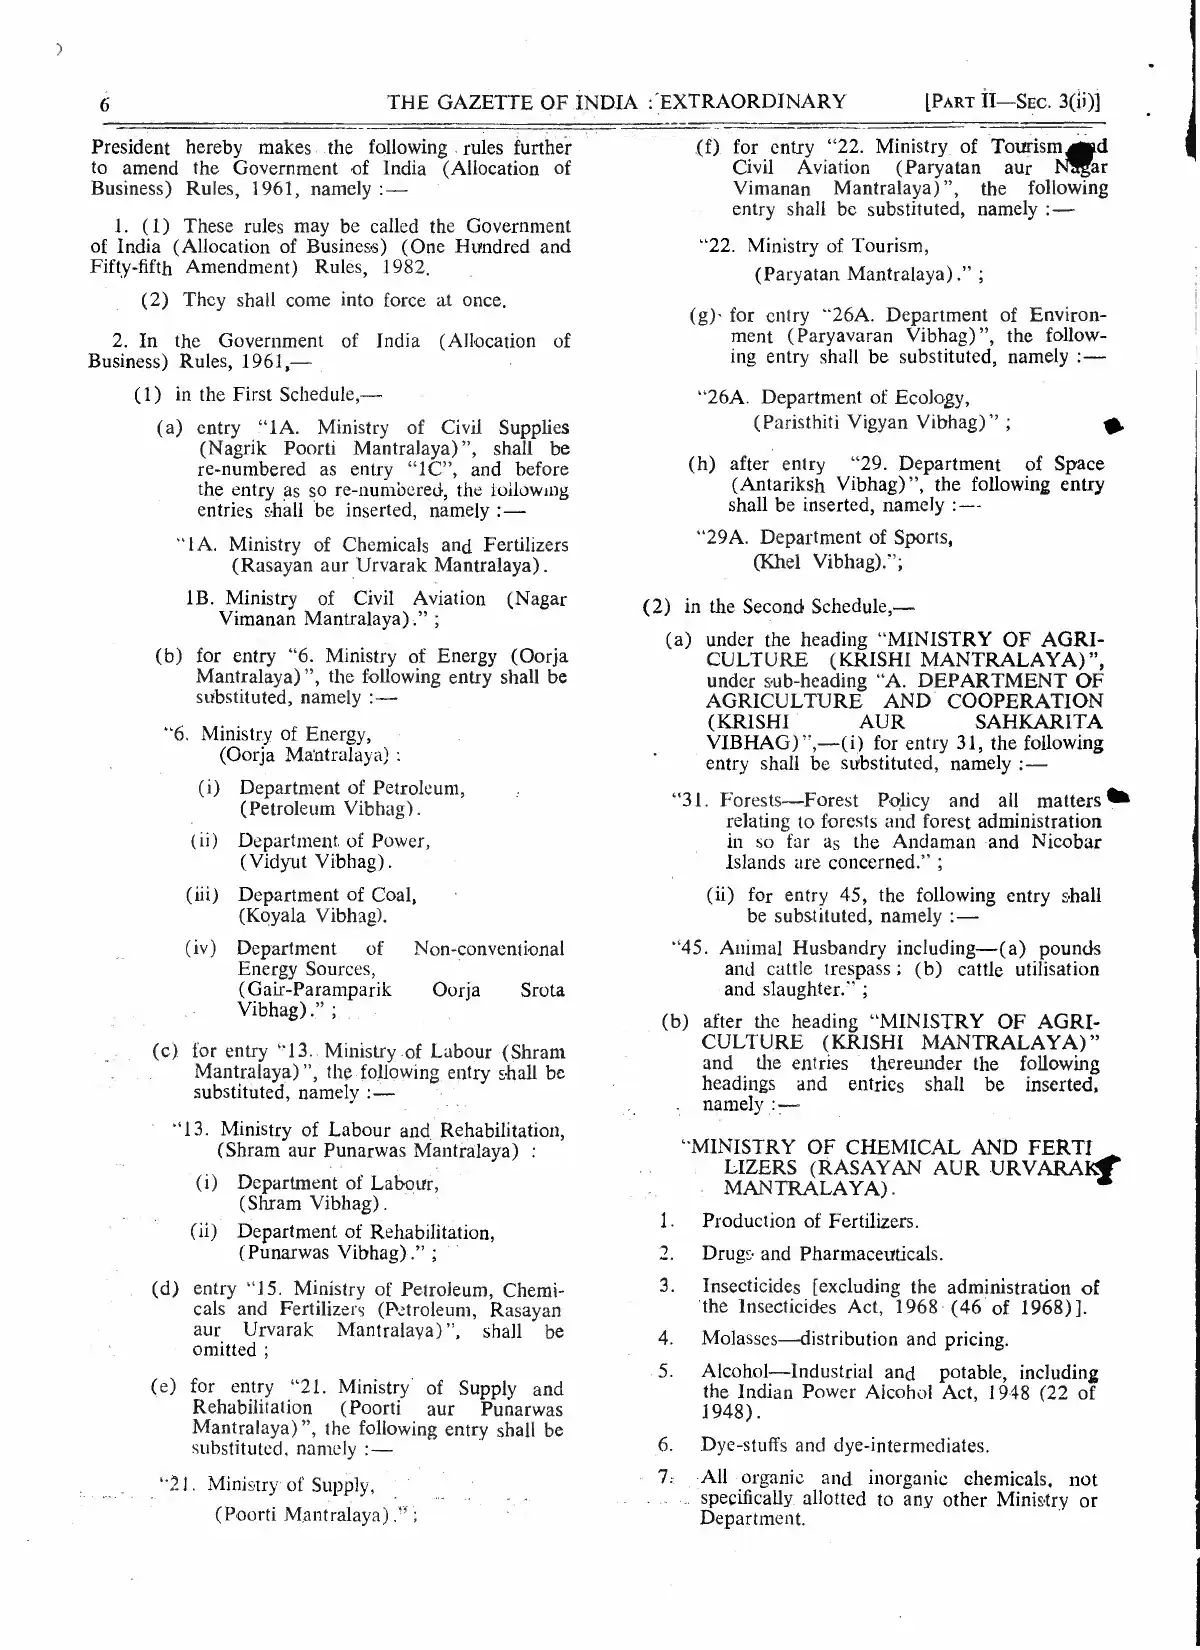 6
THE GAZETTE OF INDIA : EXTRAORDINARY
[PART II—SEC. 3(ii)]
President hereby makes the following rules further
to amend the Government of India (Allocation of
Business) Rules, 1961, namely :—
1. (1) These rules may be called the Government
of India (Allocation of Business) (One Hundred and
Fifty-fifth Amendment) Rules, 1982.
(2) They shall come into force at once.
2. In the Government of India (Allocation of
Business) Rules, 1961,—
(1) in the First Schedule,—
(a) entry "1A. Ministry of Civil Supplies
(Nagrik Poorti Mantralaya)", shall be
re-numbered as entry "1C", and before
the entry as so re-numbered, the following
entries shall be inserted, namely :—
"1A. Ministry of Chemicals and Fertilizers
(Rasayan aur Urvarak Mantralaya).
1B. Ministry of Civil Aviation (Nagar
Vimanan Mantralaya)." ;
(b) for entry "6. Ministry of Energy (Oorja
Mantralaya)", the following entry shall be
substituted, namely :—
"6. Ministry of Energy,
(Oorja Mantralaya) :
(i) Department of Petroleum,
(Petroleum Vibhag).
(ii) Department of Power,
(Vidyut Vibhag).
(iii) Department of Coal,
(Koyala Vibhag).
(iv) Department of Non-conventional
Energy Sources,
(Gair-Paramparik Oorja Srota
Vibhag)." ;
(c) for entry "13. Ministry of Labour (Shram
Mantralaya)", the following entry shall be
substituted, namely :—
"13. Ministry of Labour and Rehabilitation,
(Shram aur Punarwas Mantralaya) :
(i) Department of Labour,
(Shram Vibhag).
(ii) Department of Rehabilitation,
(Punarwas Vibhag)." ;
(d) entry "15. Ministry of Petroleum, Chemi-
cals and Fertilizers (Petroleum, Rasayan
aur Urvarak Mantralaya)", shall be
omitted ;
(e) for entry "21. Ministry of Supply and
Rehabilitation (Poorti aur Punarwas
Mantralaya)", the following entry shall be
substituted, namely :—
"21. Ministry of Supply,
(Poorti Mantralaya)." ;
(f) for entry "22. Ministry of Tourism and
Civil Aviation (Paryatan aur Nagar
Vimanan Mantralaya)", the following
entry shall be substituted, namely :—
"22. Ministry of Tourism,
(Paryatan Mantralaya)." ;
(g) for entry "26A. Department of Environ-
ment (Paryavaran Vibhag)", the follow-
ing entry shall be substituted, namely :—
"26A. Department of Ecology,
(Paristhiti Vigyan Vibhag)" ;
(h) after entry "29. Department of Space
(Antariksh Vibhag)", the following entry
shall be inserted, namely :—
"29A. Department of Sports,
(Khel Vibhag).";
(2) in the Second Schedule,—
(a) under the heading "MINISTRY OF AGRI-
CULTURE (KRISHI MANTRALAYA)",
under sub-heading "A. DEPARTMENT OF
AGRICULTURE AND COOPERATION
(KRISHI AUR SAHKARITA
VIBHAG)",—(i) for entry 31, the following
entry shall be substituted, namely :—
"31. Forests—Forest Policy and all matters
relating to forests and forest administration
in so far as the Andaman and Nicobar
Islands are concerned." ;
(ii) for entry 45, the following entry shall
be substituted, namely :—
"45. Animal Husbandry including—(a) pounds
and cattle trespass ; (b) cattle utilisation
and slaughter." ;
(b) after the heading "MINISTRY OF AGRI-
CULTURE (KRISHI MANTRALAYA)"
and the entries thereunder the following
headings and entries shall be inserted,
namely :—
"MINISTRY OF CHEMICAL AND FERTI
LIZERS (RASAYAN AUR URVARAK
MANTRALAYA).
1. Production of Fertilizers.
2. Drugs and Pharmaceuticals.
3. Insecticides [excluding the administration of
the Insecticides Act, 1968 (46 of 1968)].
4. Molasses—distribution and pricing.
5. Alcohol—Industrial and potable, including
the Indian Power Alcohol Act, 1948 (22 of
1948).
6. Dye-stuffs and dye-intermediates.
7. All organic and inorganic chemicals, not
specifically allotted to any other Ministry or
Department.